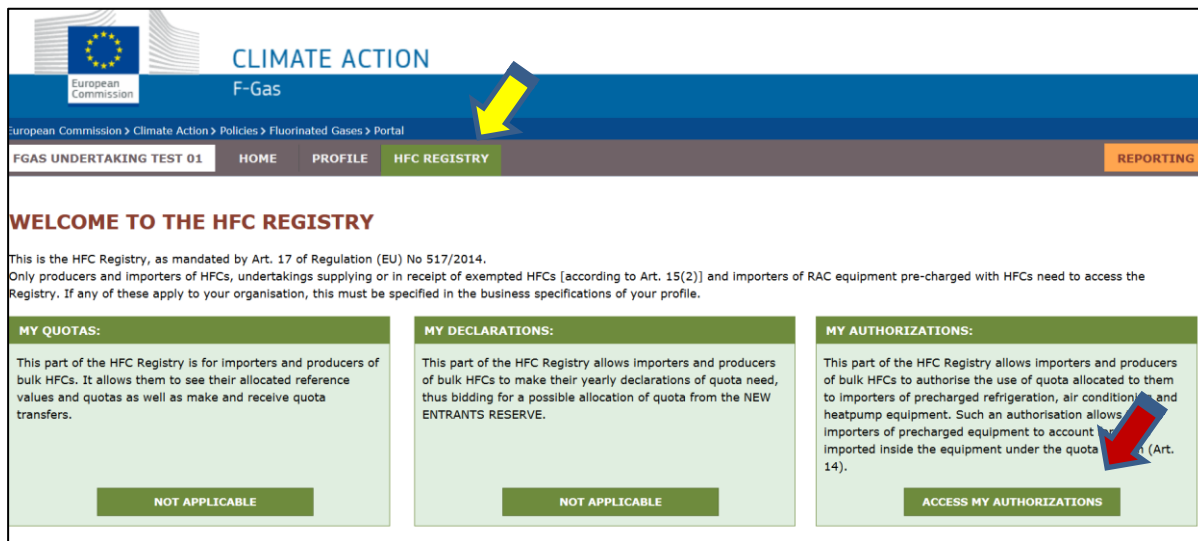 European
Commission
CLIMATE ACTION
F-Gas
European Commission > Climate Action > Policies > Fluorinated Gases > Portal
FGAS UNDERTAKING TEST 01 HOME PROFILE HFC REGISTRY REPORTING
WELCOME TO THE HFC REGISTRY
This is the HFC Registry, as mandated by Art. 17 of Regulation (EU) No 517/2014.
Only producers and importers of HFCs, undertakings supplying or in receipt of exempted HFCs [according to Art. 15(2)] and importers of RAC equipment pre-charged with HFCs need to access the
Registry. If any of these apply to your organisation, this must be specified in the business specifications of your profile.
MY QUOTAS:
This part of the HFC Registry is for importers and producers of
bulk HFCs. It allows them to see their allocated reference
values and quotas as well as make and receive quota
transfers.
NOT APPLICABLE
MY DECLARATIONS:
This part of the HFC Registry allows importers and producers
of bulk HFCs to make their yearly declarations of quota need,
thus bidding for a possible allocation of quota from the NEW
ENTRANTS RESERVE.
NOT APPLICABLE
MY AUTHORIZATIONS:
This part of the HFC Registry allows importers and producers
of bulk HFCs to authorise the use of quota allocated to them
to importers of precharged refrigeration, air conditioning and
heatpump equipment. Such an authorisation allows
importers of precharged equipment to account
imported inside the equipment under the quota (Art.
14).
ACCESS MY AUTHORIZATIONS